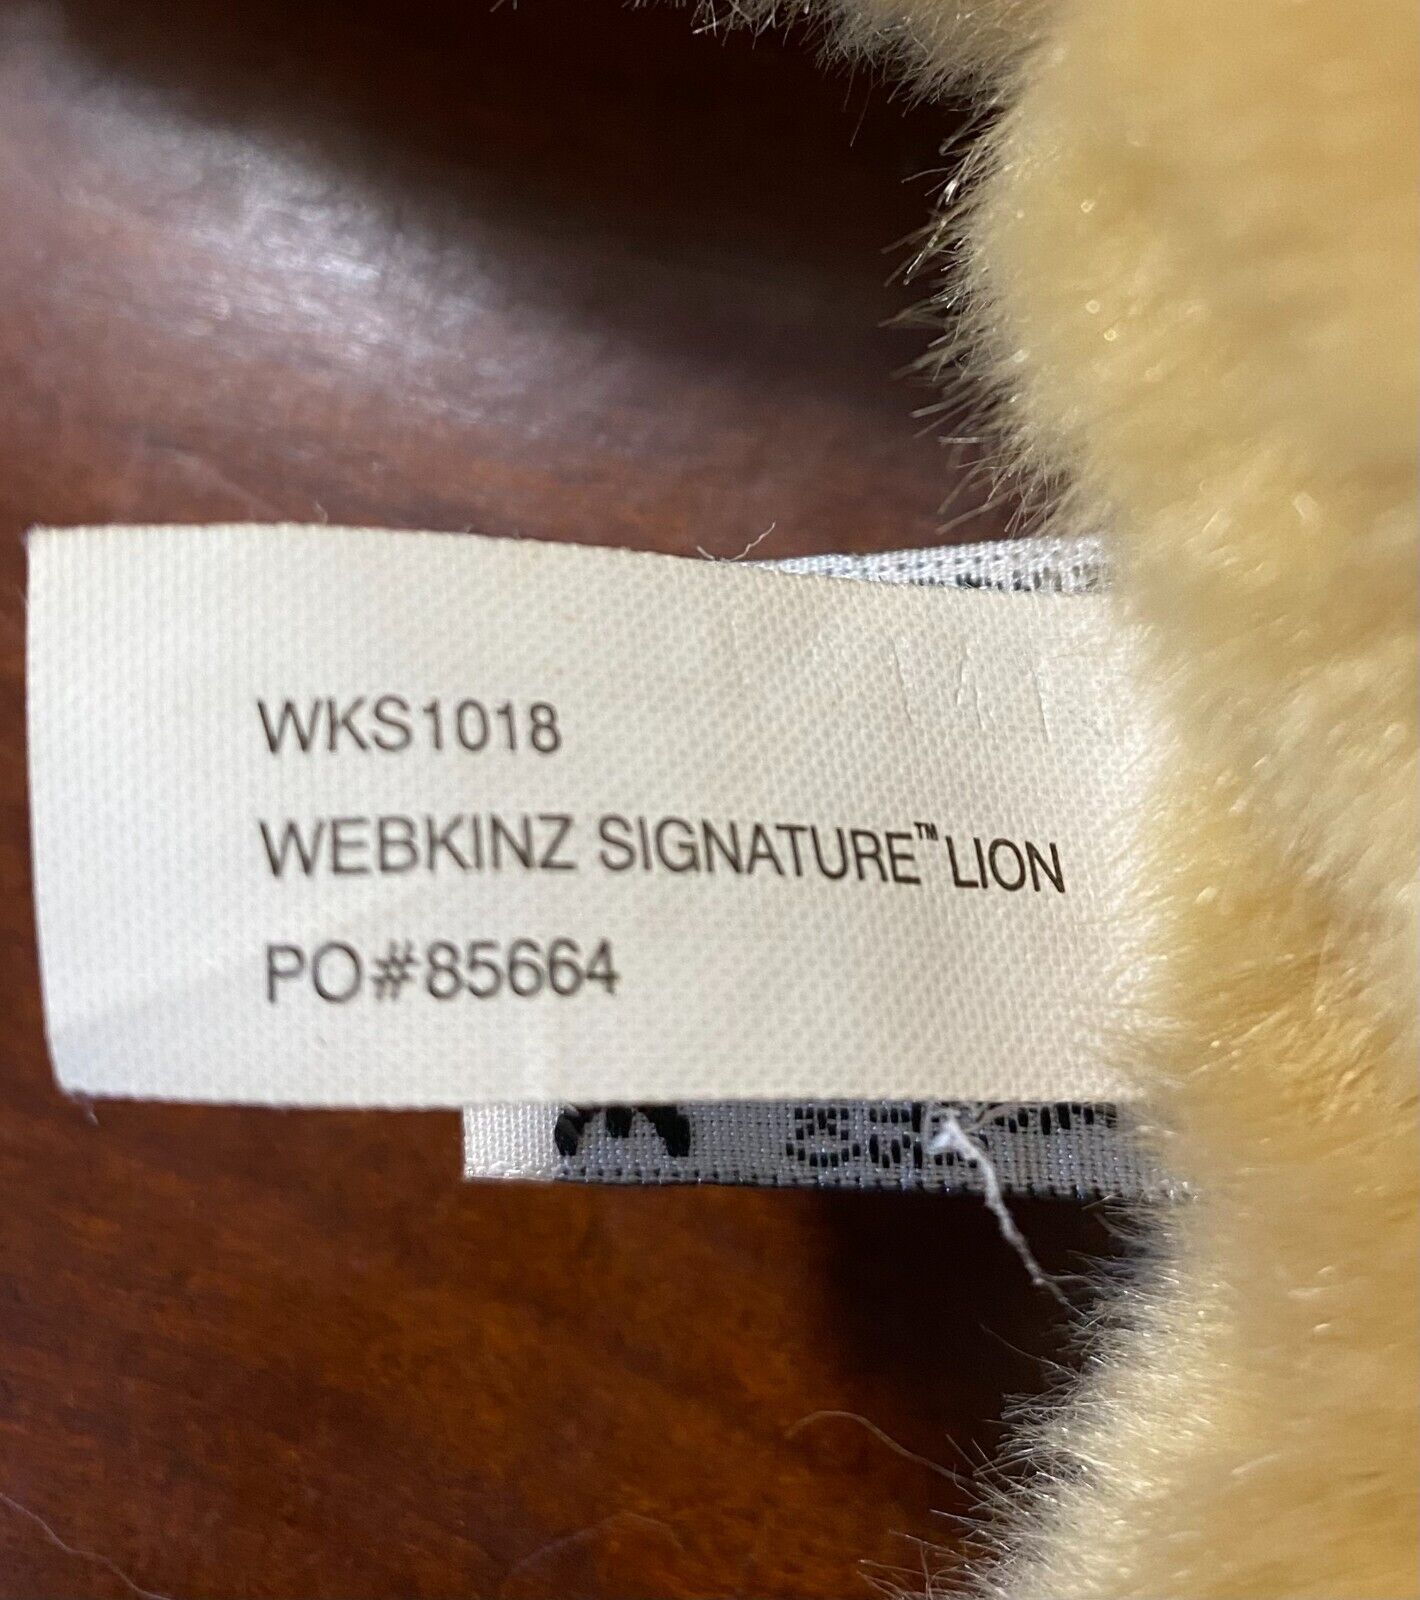 WKS1018
WEBKINZ SIGNATURE™ LION
PO#85664